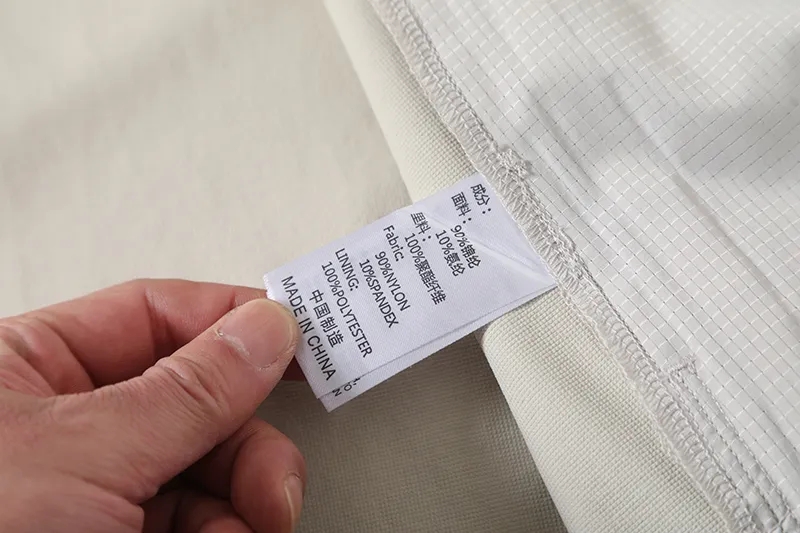 成分：
面料：90%锦纶
10%氨纶
里料：100%聚酯纤维
Fabric:
90%NYLON
10%SPANDEX
LINING:
100%POLYTESTER
中国制造
MADE IN CHINA